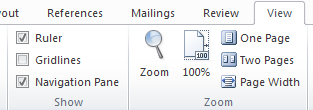 out References Mailings Review View
Ruler
Gridlines
Navigation Pane
Show
Zoom
100
100%
One Page
Two Pages
Page Width
Zoom